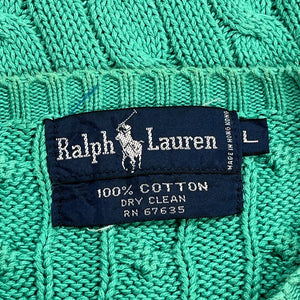 Ralph Lauren
100% COTTON
DRY CLEAN
RN 67635
MADE IN HONG KONG
L